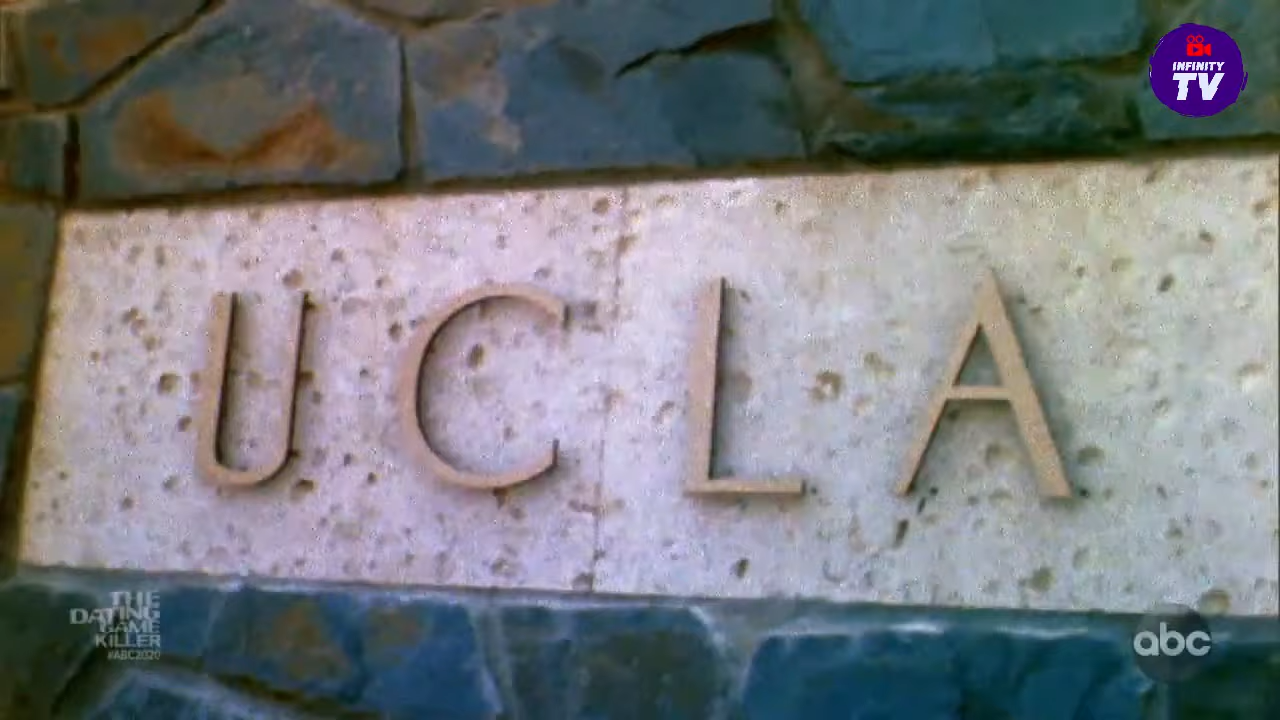 INFINITY
TV
UCLA
THE
DATING
GAME
KILLER
#ABC2020
abc